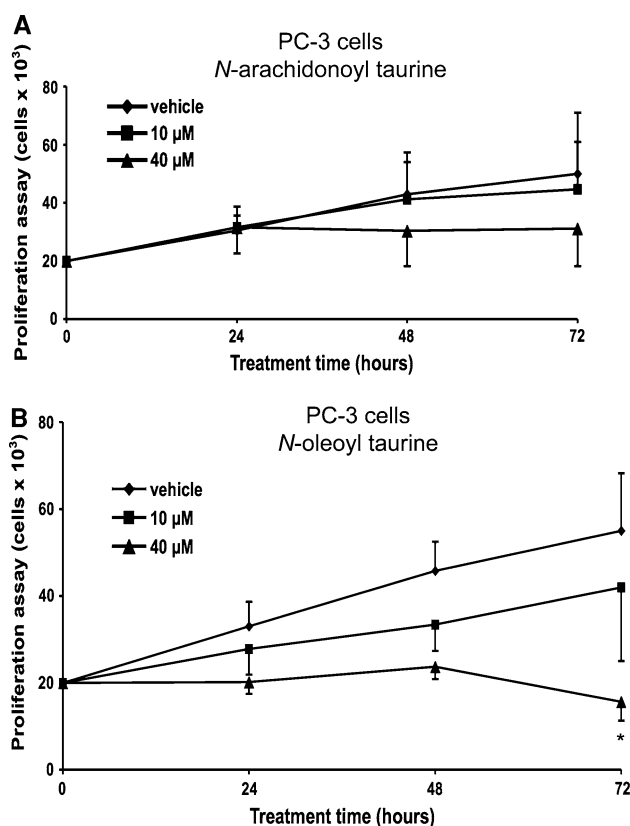 A
PC-3 cells
N-arachidonoyl taurine
Proliferation assay (cells x 10³)
80
60
40
20
0
vehicle
10 µM
40 µM
0 24 48 72
Treatment time (hours)
B
PC-3 cells
N-oleoyl taurine
Proliferation assay (cells x 10³)
80
60
40
20
0
vehicle
10 µM
40 µM
*
0 24 48 72
Treatment time (hours)